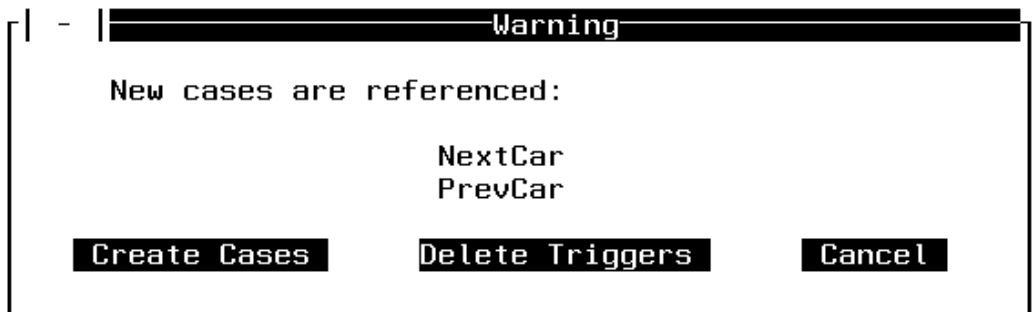 - Warning
New cases are referenced:
NextCar
PrevCar
Create Cases Delete Triggers Cancel